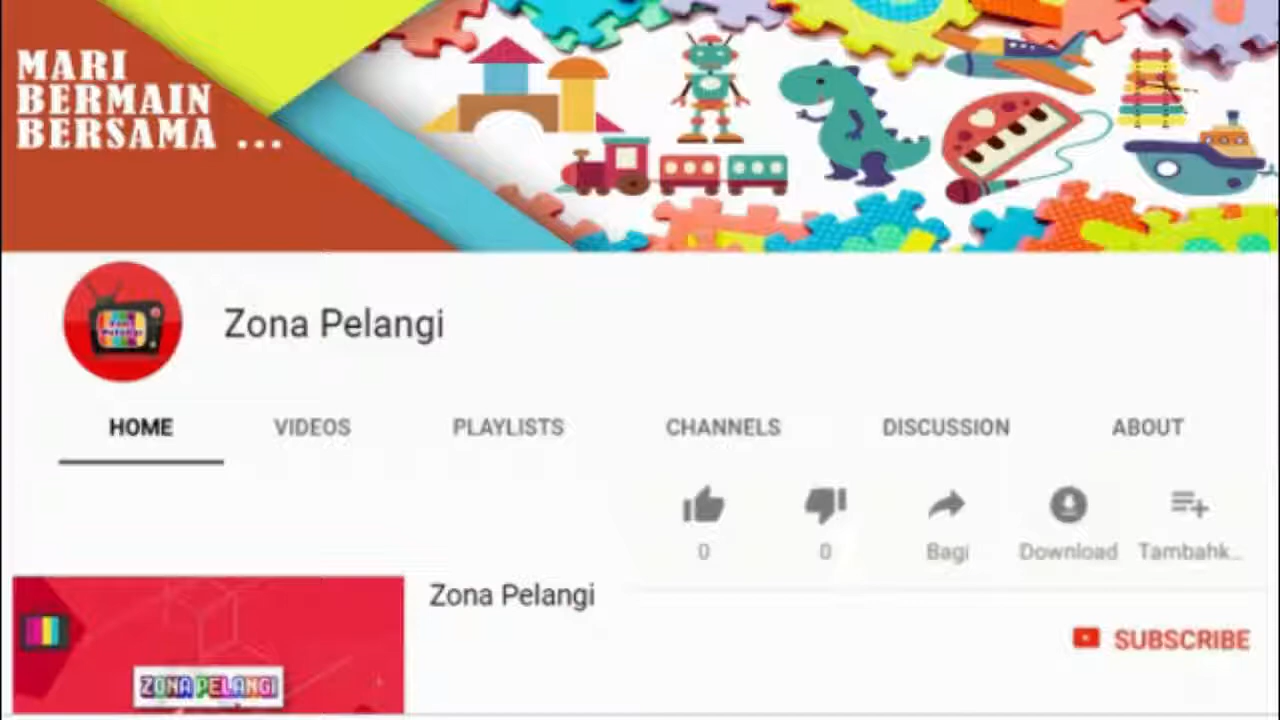 MARI
BERMAIN
BERSAMA ...
Zona Pelangi
HOME VIDEOS PLAYLISTS CHANNELS DISCUSSION ABOUT
0 0 Bagi Download Tambahk...
Zona Pelangi
SUBSCRIBE
ZONA PELANGI